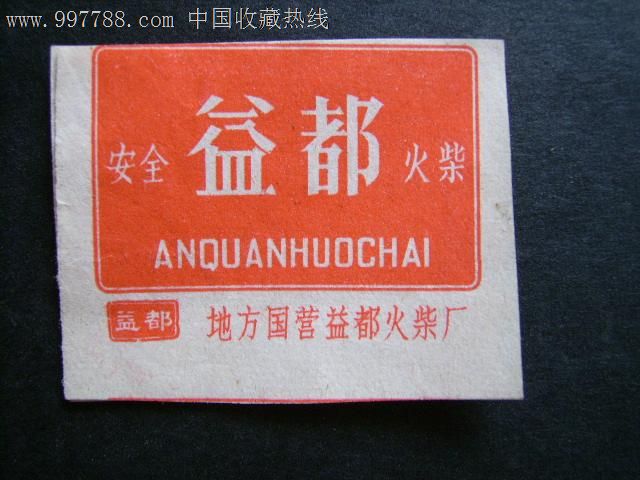 www.997788.com 中国收藏热线
安全 益都 火柴
ANQUANHUOCHAI
益都 地方国营益都火柴厂